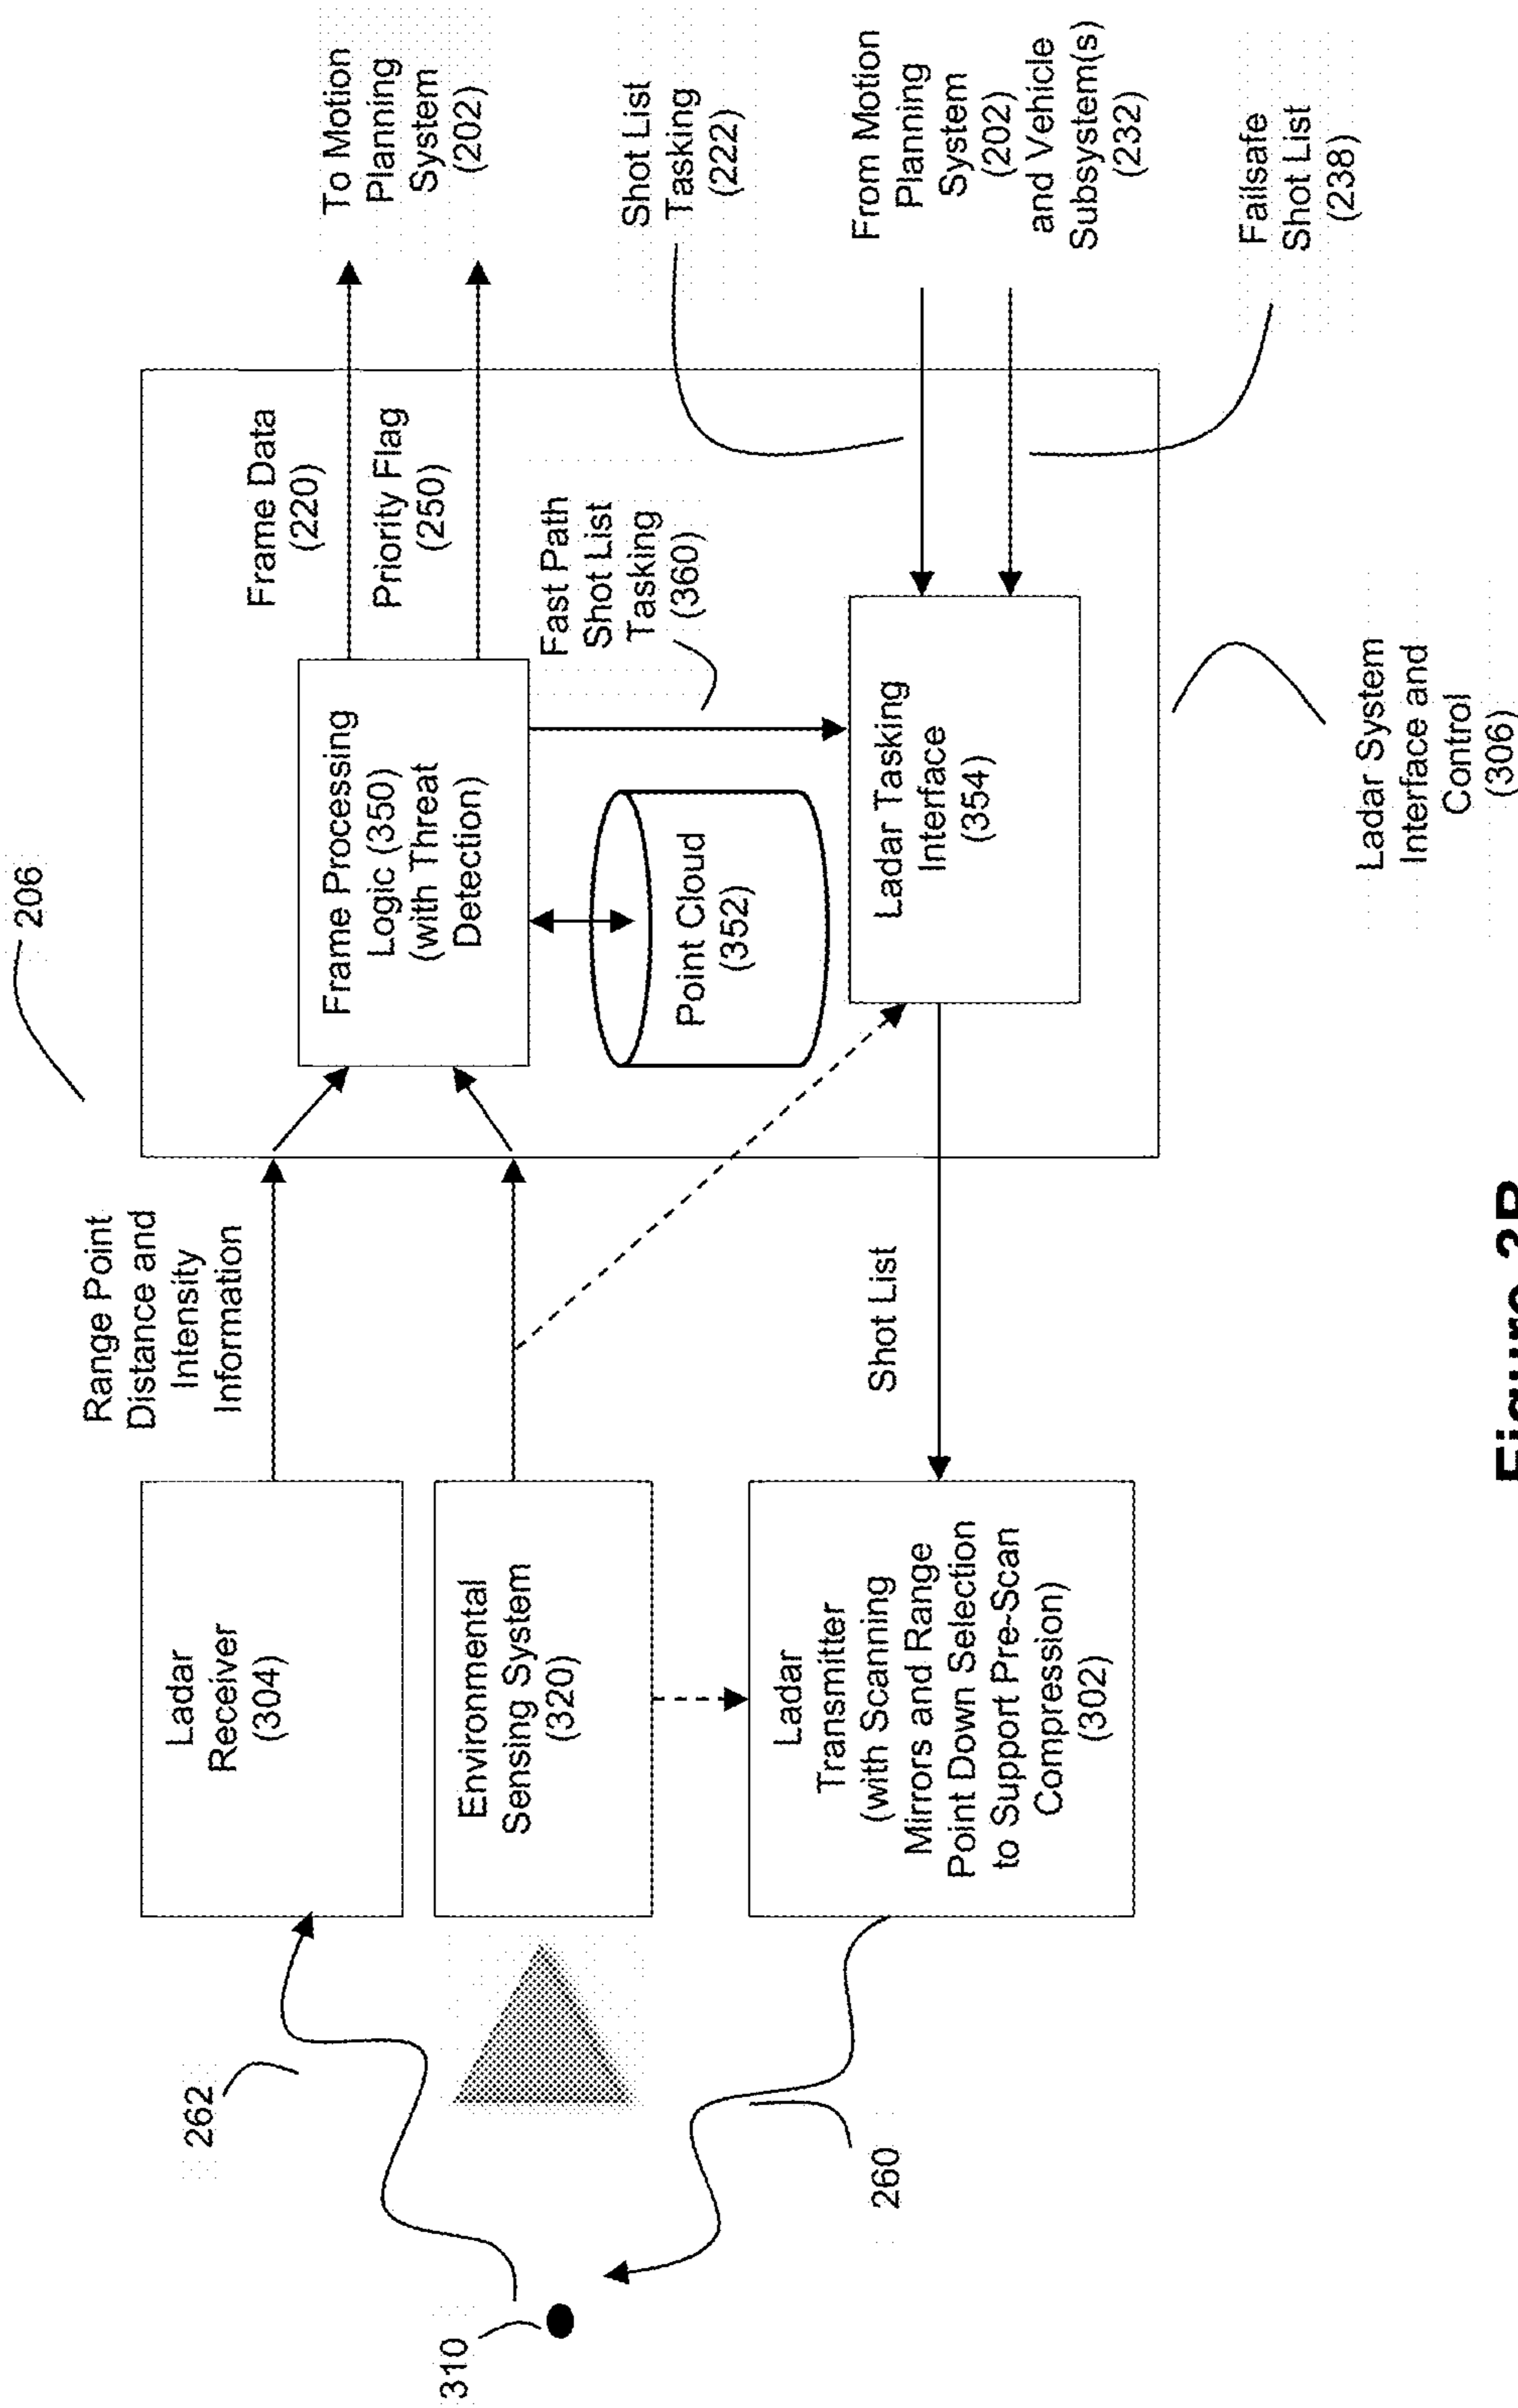 206
Range Point
Distance and
Intensity
Information
Frame Data
(220)
Priority Flag
(250)
To Motion
Planning
System
(202)
Ladar
Receiver
(304)
Environmental
Sensing System
(320)
Ladar
Transmitter
(with Scanning
Mirrors and Range
Point Down Selection
to Support Pre-Scan
Compression)
(302)
Frame Processing
Logic (350)
(with Threat
Detection)
Fast Path
Shot List
Tasking
(360)
Point Cloud
(352)
Ladar Tasking
Interface
(354)
Shot List
Shot List
Tasking
(222)
From Motion
Planning
System
(202)
and Vehicle
Subsystem(s)
(232)
Failsafe
Shot List
(238)
Ladar System
Interface and
Control
(306)
262
310
260
Figure